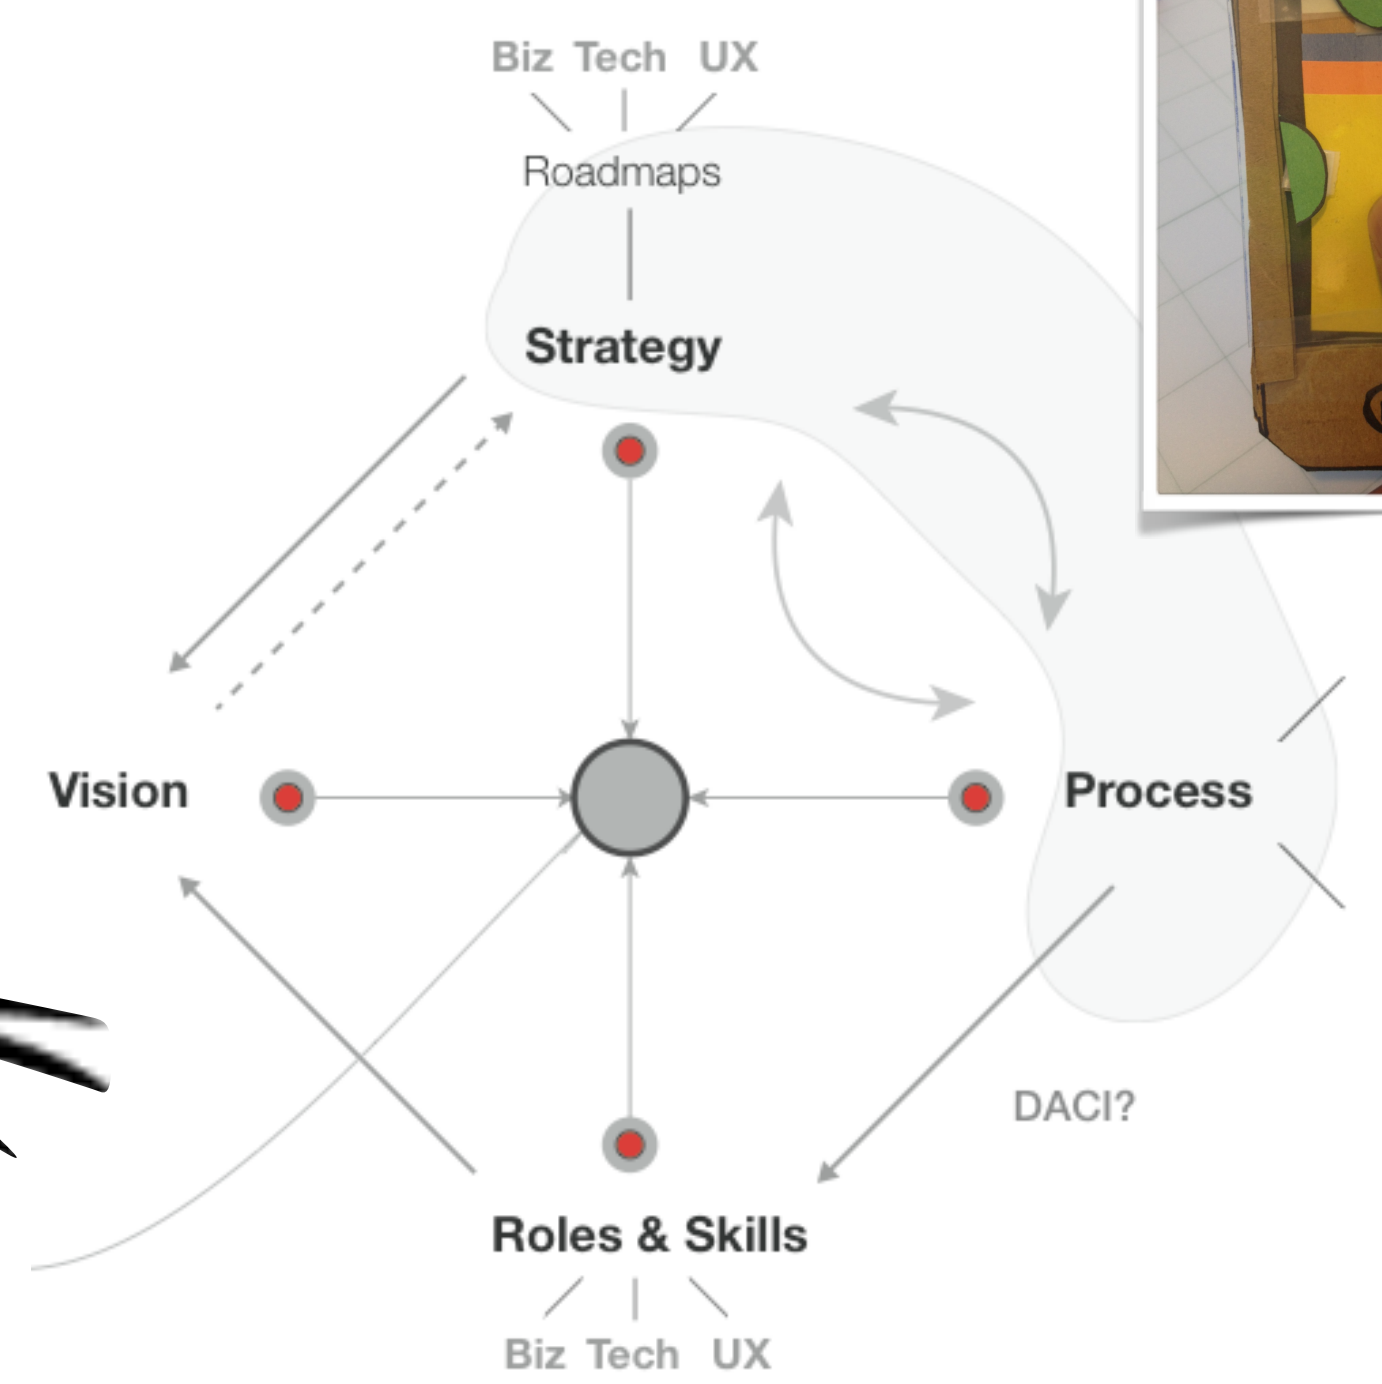 Biz Tech UX
Roadmaps
Strategy
Vision
Process
DACI?
Roles & Skills
Biz Tech UX